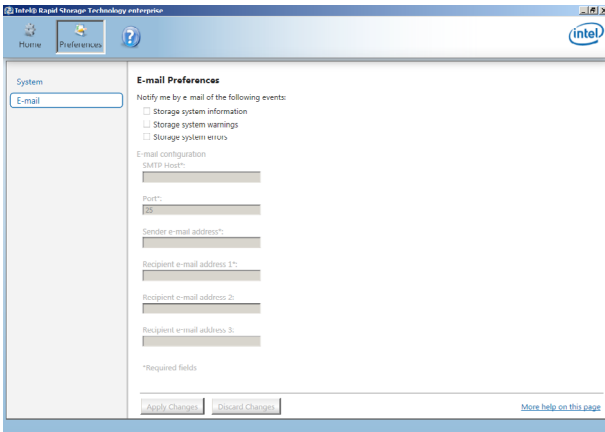 Intel® Rapid Storage Technology enterprise
Home
Preferences
?
intel
System
E-mail
E-mail Preferences
Notify me by e-mail of the following events:
Storage system information
Storage system warnings
Storage system errors
E-mail configuration
SMTP Host*:
Port*:
25
Sender e-mail address*:
Recipient e-mail address 1*:
Recipient e-mail address 2:
Recipient e-mail address 3:
*Required fields
Apply Changes
Discard Changes
More help on this page